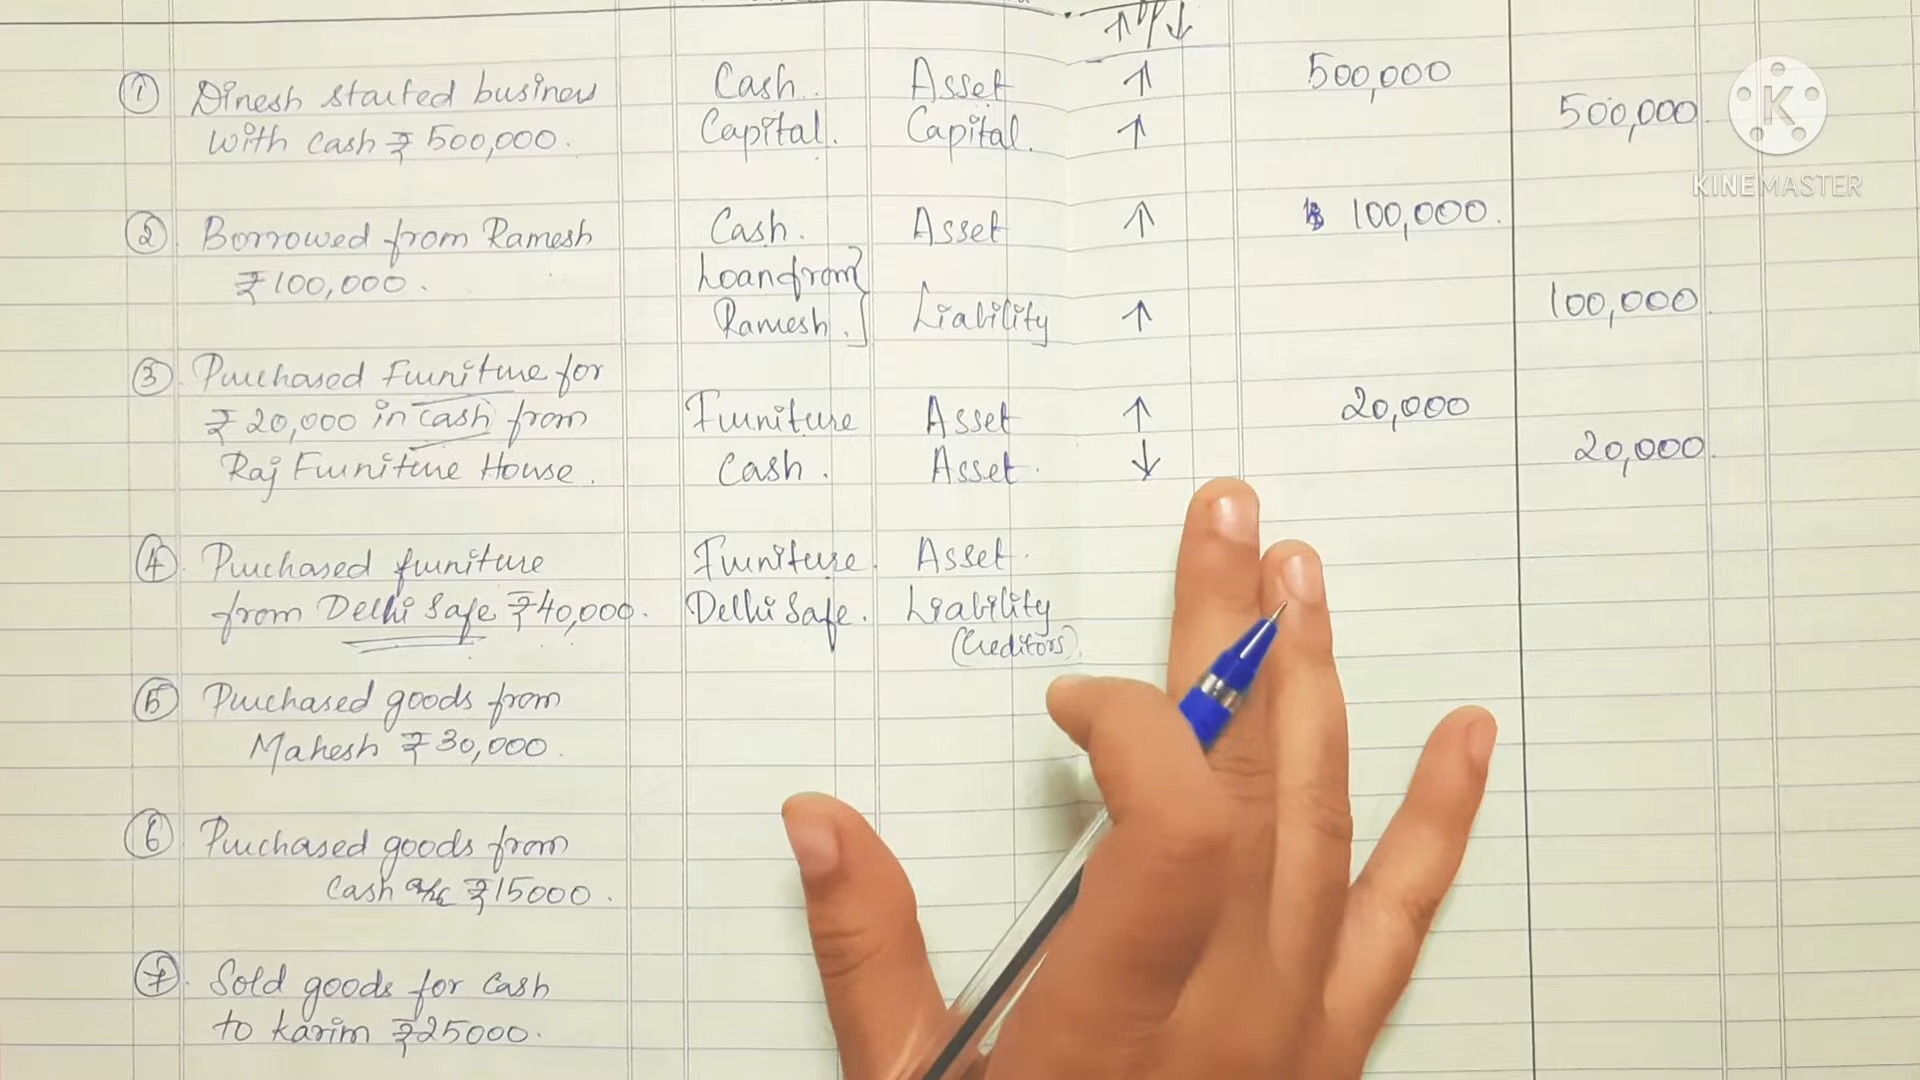 ↑ or ↓
① Dinesh started business Cash. Asset ↑ 500,000
with cash ₹ 500,000. Capital. Capital. ↑ 500,000.
② Borrowed from Ramesh Cash. Asset ↑ 100,000.
₹100,000. Loan from}
Ramesh. Liability ↑ 100,000
③ Purchased Furniture for
₹20,000 in cash from Furniture Asset ↑ 20,000
Raj Furniture House. Cash. Asset. ↓ 20,000.
④ Purchased furniture Furniture. Asset.
from Delhi Safe ₹40,000. Delhi Safe. Liability
(Creditors).
⑤ Purchased goods from
Mahesh ₹30,000.
⑥ Purchased goods from
Cash a/c ₹15000.
⑦. Sold goods for cash
to Karim ₹25000.
K
KINEMASTER